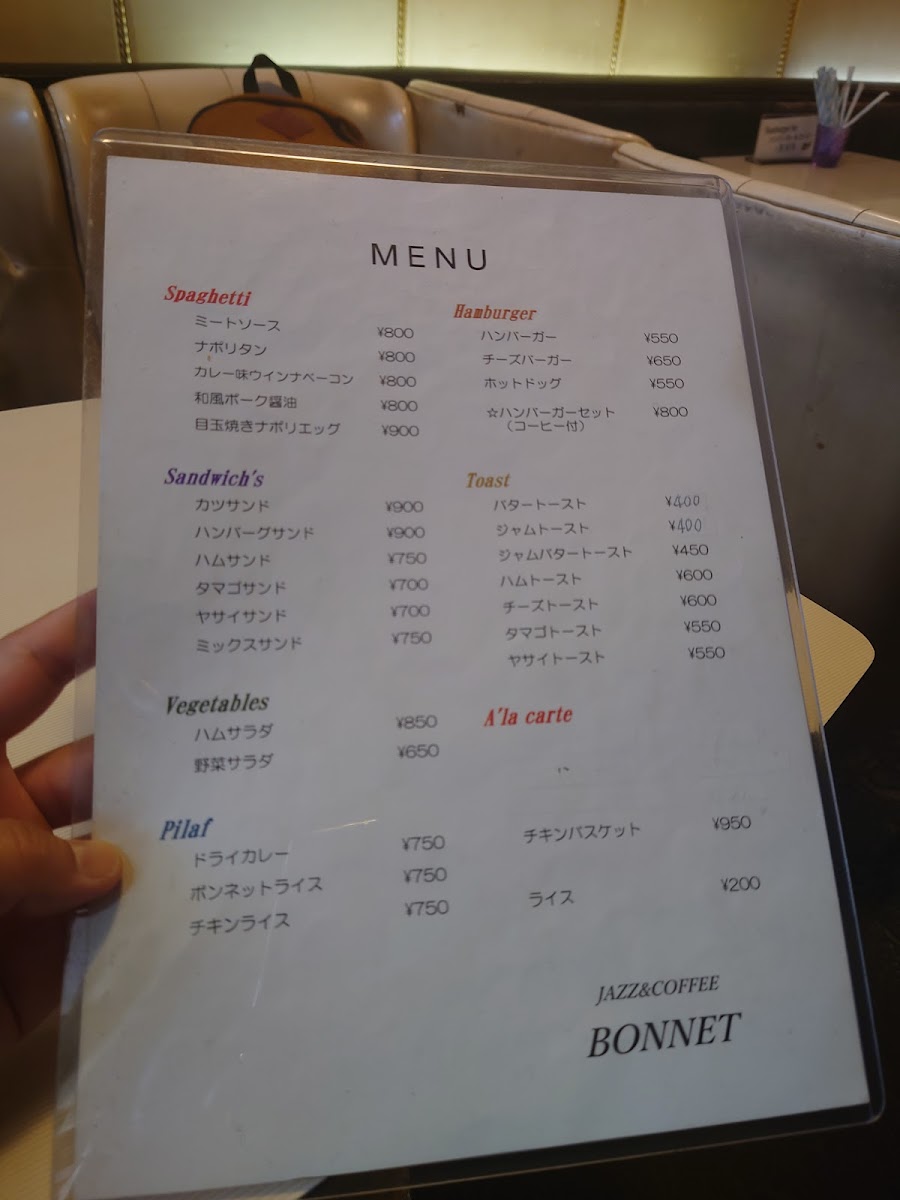 MENU
Spaghetti
ミートソース ¥800
ナポリタン ¥800
カレー味ウインナベーコン ¥800
和風ポーク醤油 ¥800
目玉焼きナポリエッグ ¥900
Sandwich's
カツサンド ¥900
ハンバーグサンド ¥900
ハムサンド ¥750
タマゴサンド ¥700
ヤサイサンド ¥700
ミックスサンド ¥750
Vegetables
ハムサラダ ¥850
野菜サラダ ¥650
Pilaf
ドライカレー ¥750
ボンネットライス ¥750
チキンライス ¥750
Hamburger
ハンバーガー ¥550
チーズバーガー ¥650
ホットドッグ ¥550
☆ハンバーガーセット ¥800
（コーヒー付）
Toast
バタートースト ¥400
ジャムトースト ¥400
ジャムバタートースト ¥450
ハムトースト ¥600
チーズトースト ¥600
タマゴトースト ¥550
ヤサイトースト ¥550
A'la carte
チキンバスケット ¥950
ライス ¥200
JAZZ&COFFEE
BONNET